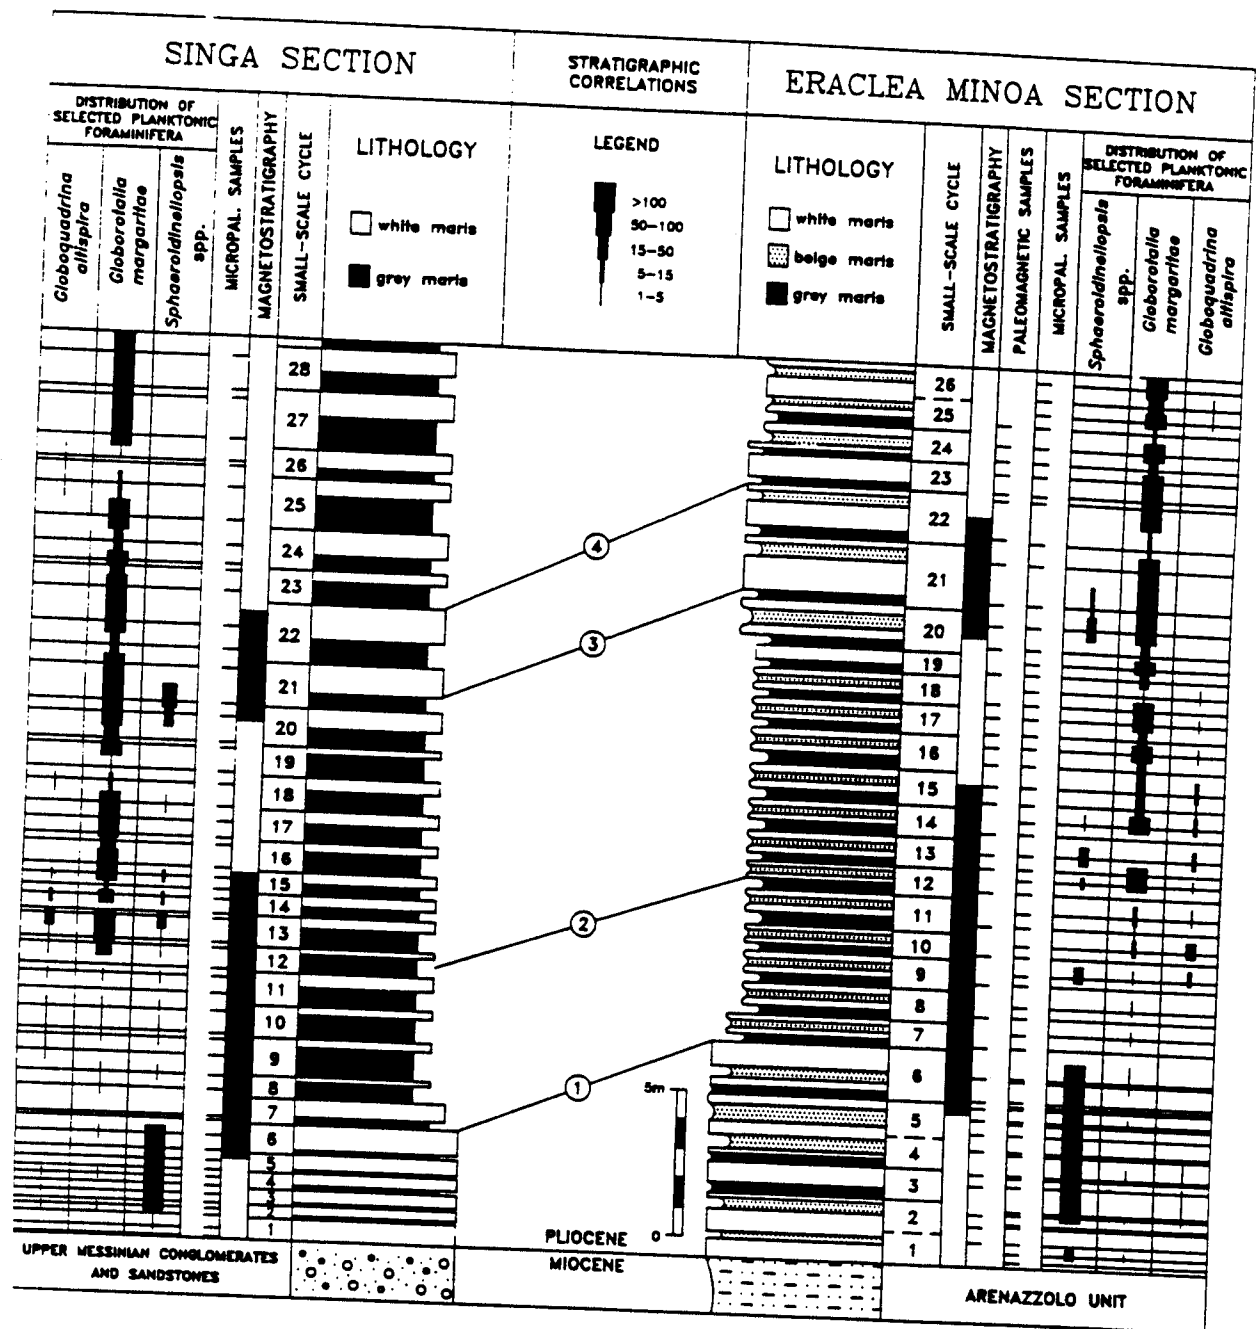 SINGA SECTION
STRATIGRAPHIC
CORRELATIONS
ERACLEA MINOA SECTION
DISTRIBUTION OF
SELECTED PLANKTONIC
FORAMINIFERA
Globoquadrina
altispira
Globorotalia
margaritae
Sphaeroidinellopsis
spp.
MICROPAL. SAMPLES
MAGNETOSTRATIGRAPHY
SMALL-SCALE CYCLE
LITHOLOGY
white marls
grey marls
LEGEND
>100
50-100
15-50
5-15
1-5
LITHOLOGY
white marls
beige marls
grey marls
SMALL-SCALE CYCLE
MAGNETOSTRATIGRAPHY
PALEOMAGNETIC SAMPLES
MICROPAL SAMPLES
DISTRIBUTION OF
SELECTED PLANKTONIC
FORAMINIFERA
Sphaeroidinellopsis
spp.
Globorotalia
margaritae
Globoquadrina
altispira
28
27
26
25
24
23
22
21
20
19
18
17
16
15
14
13
12
11
10
9
8
7
6
5
4
3
2
1
4
3
2
1
5m
0
PLIOCENE
MIOCENE
26
25
24
23
22
21
20
19
18
17
16
15
14
13
12
11
10
9
8
7
6
5
4
3
2
1
UPPER MESSINIAN CONGLOMERATES
AND SANDSTONES
ARENAZZOLO UNIT